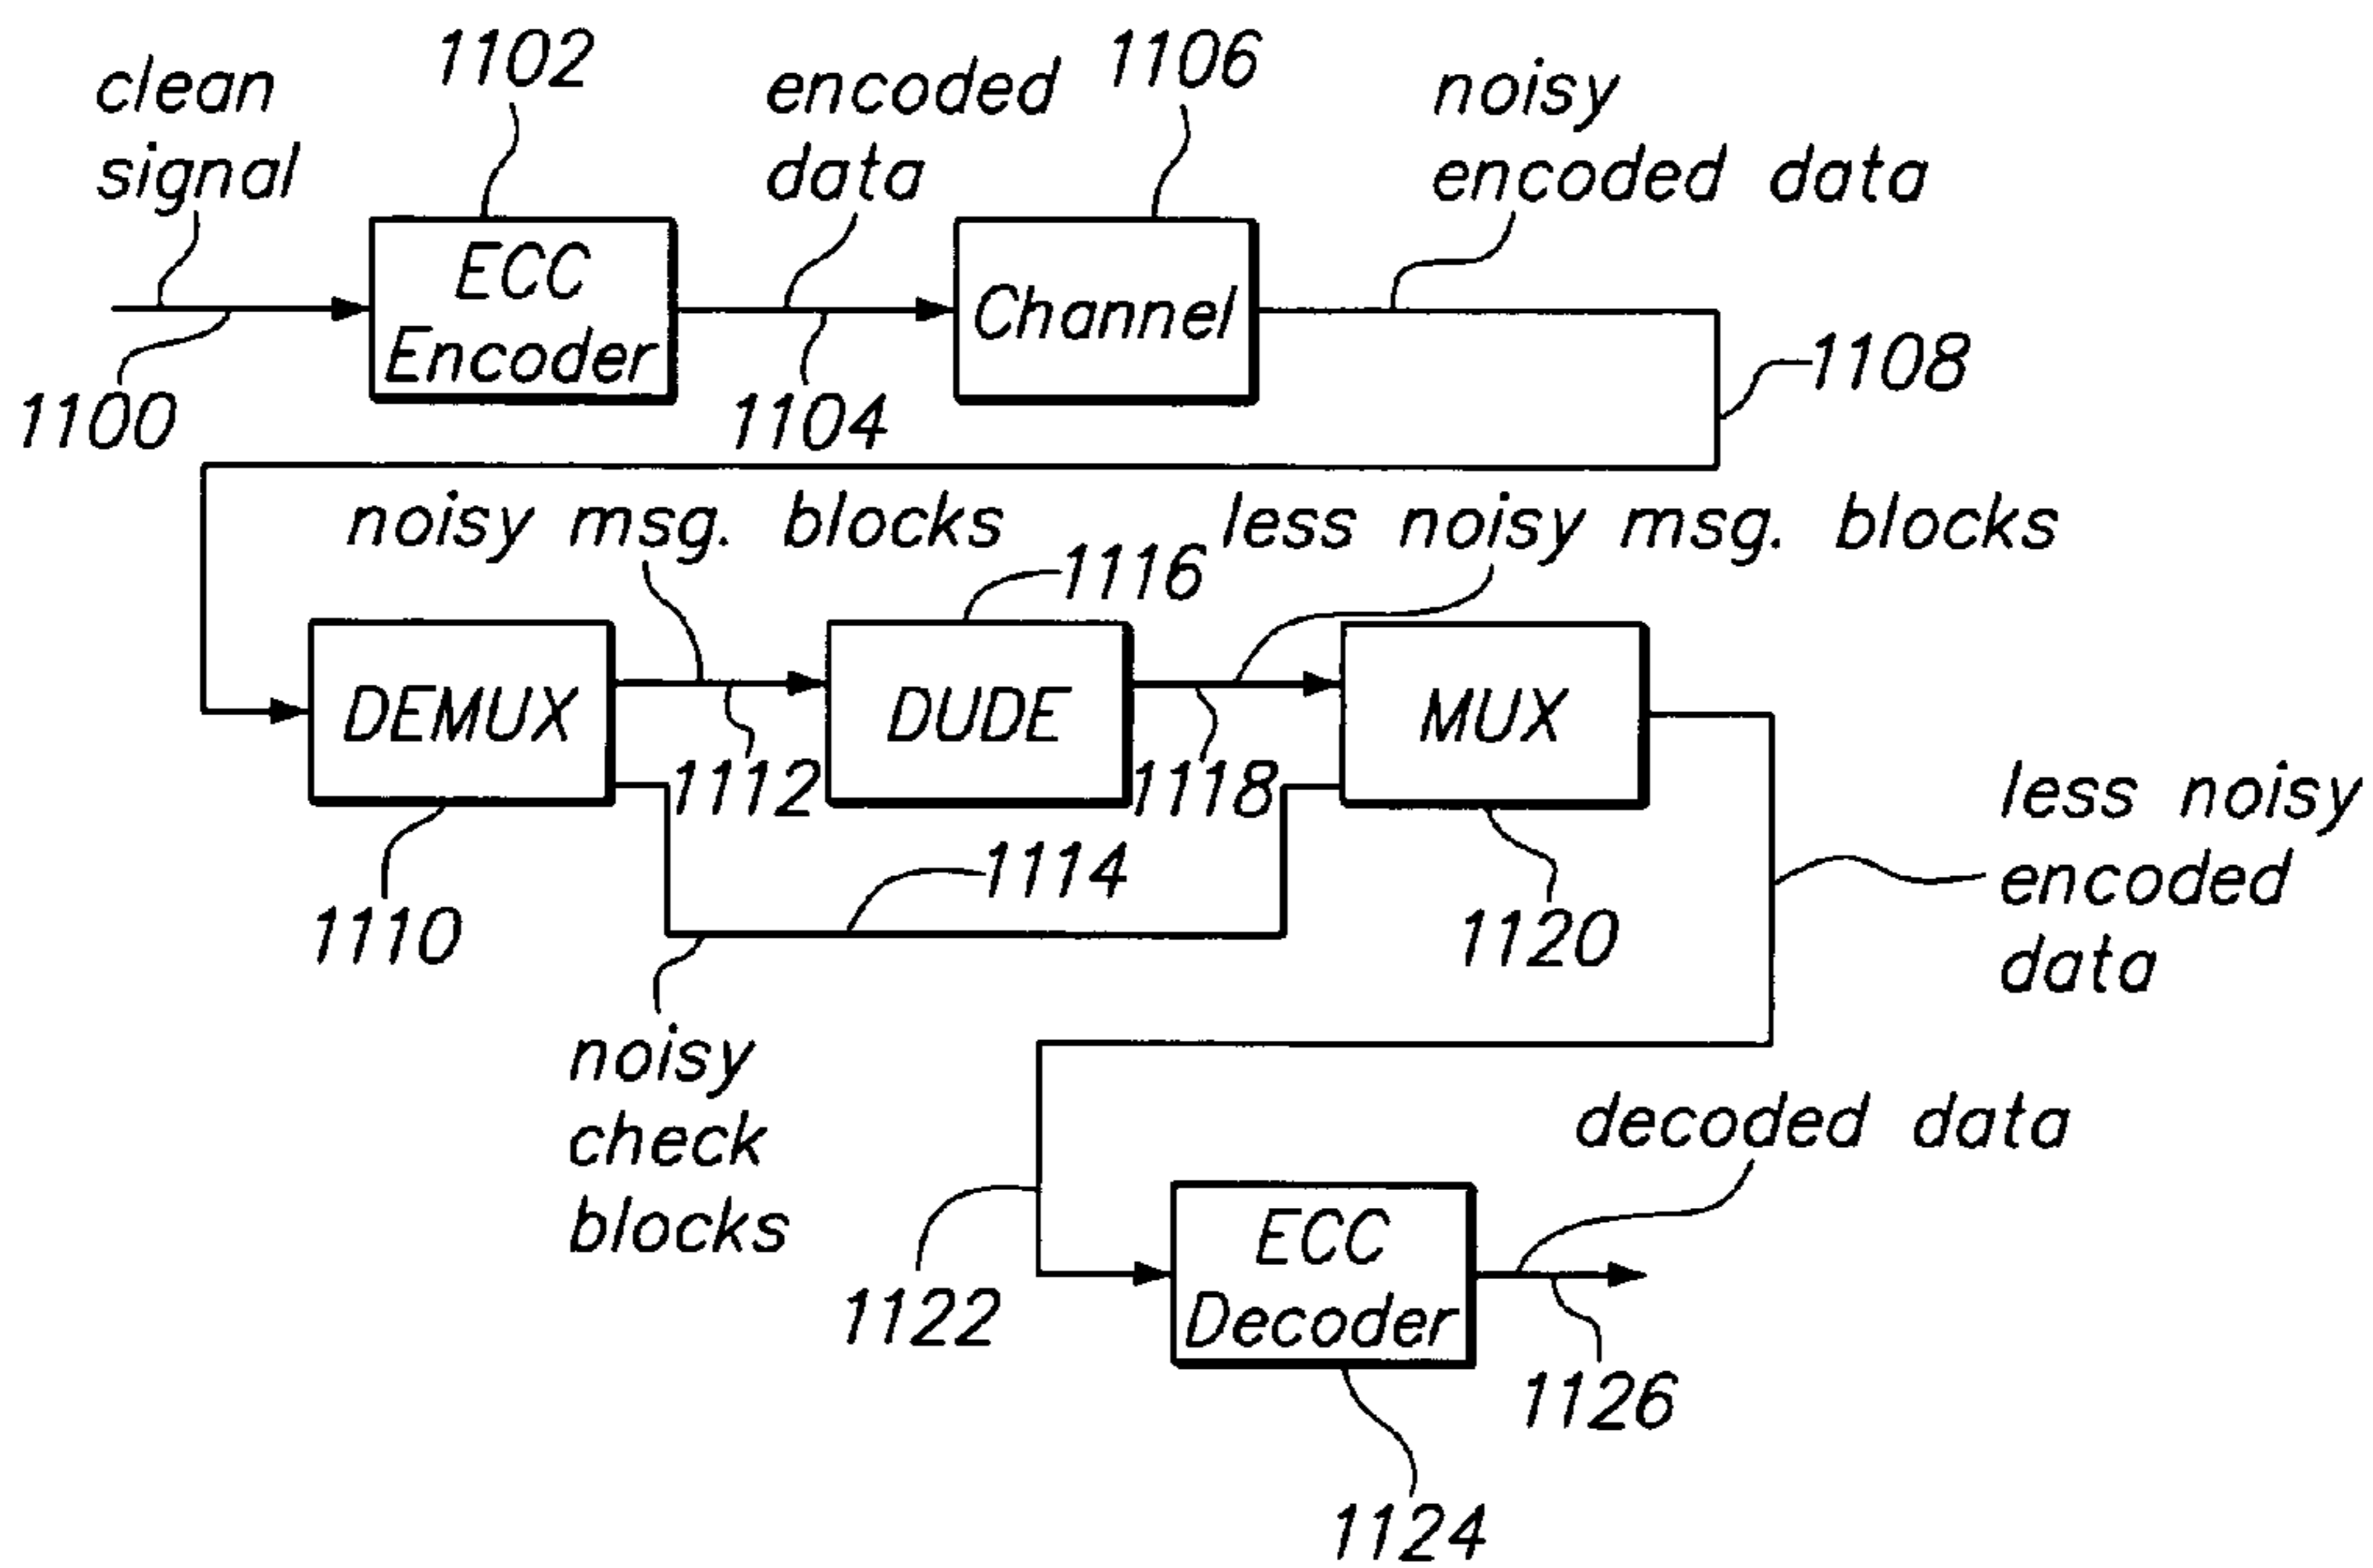 clean
signal
1102
encoded
data
1106
noisy
encoded data
ECC
Encoder
Channel
1100
1104
1108
noisy msg. blocks
less noisy msg. blocks
1116
DEMUX
DUDE
MUX
1112
1118
1110
1114
1120
less noisy
encoded
data
noisy
check
blocks
decoded data
1122
ECC
Decoder
1126
1124